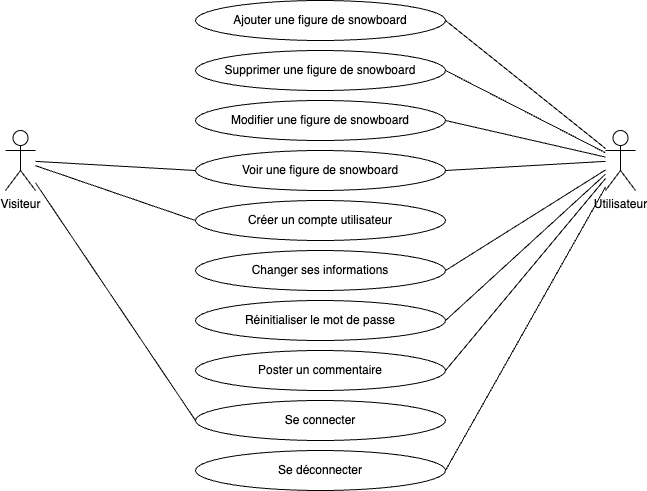 Ajouter une figure de snowboard
Supprimer une figure de snowboard
Modifier une figure de snowboard
Voir une figure de snowboard
Visiteur
Utilisateur
Créer un compte utilisateur
Changer ses informations
Réinitialiser le mot de passe
Poster un commentaire
Se connecter
Se déconnecter